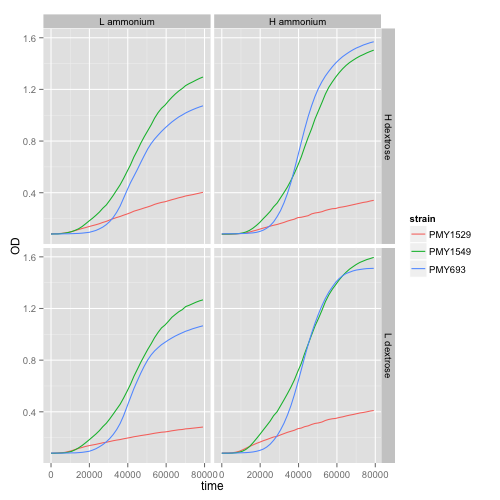 L ammonium H ammonium
1.6
1.2
0.8
0.4
H dextrose
OD
strain
PMY1529
PMY1549
PMY693
1.6
1.2
0.8
0.4
L dextrose
0 20000 40000 60000 80000 0 20000 40000 60000 80000
time